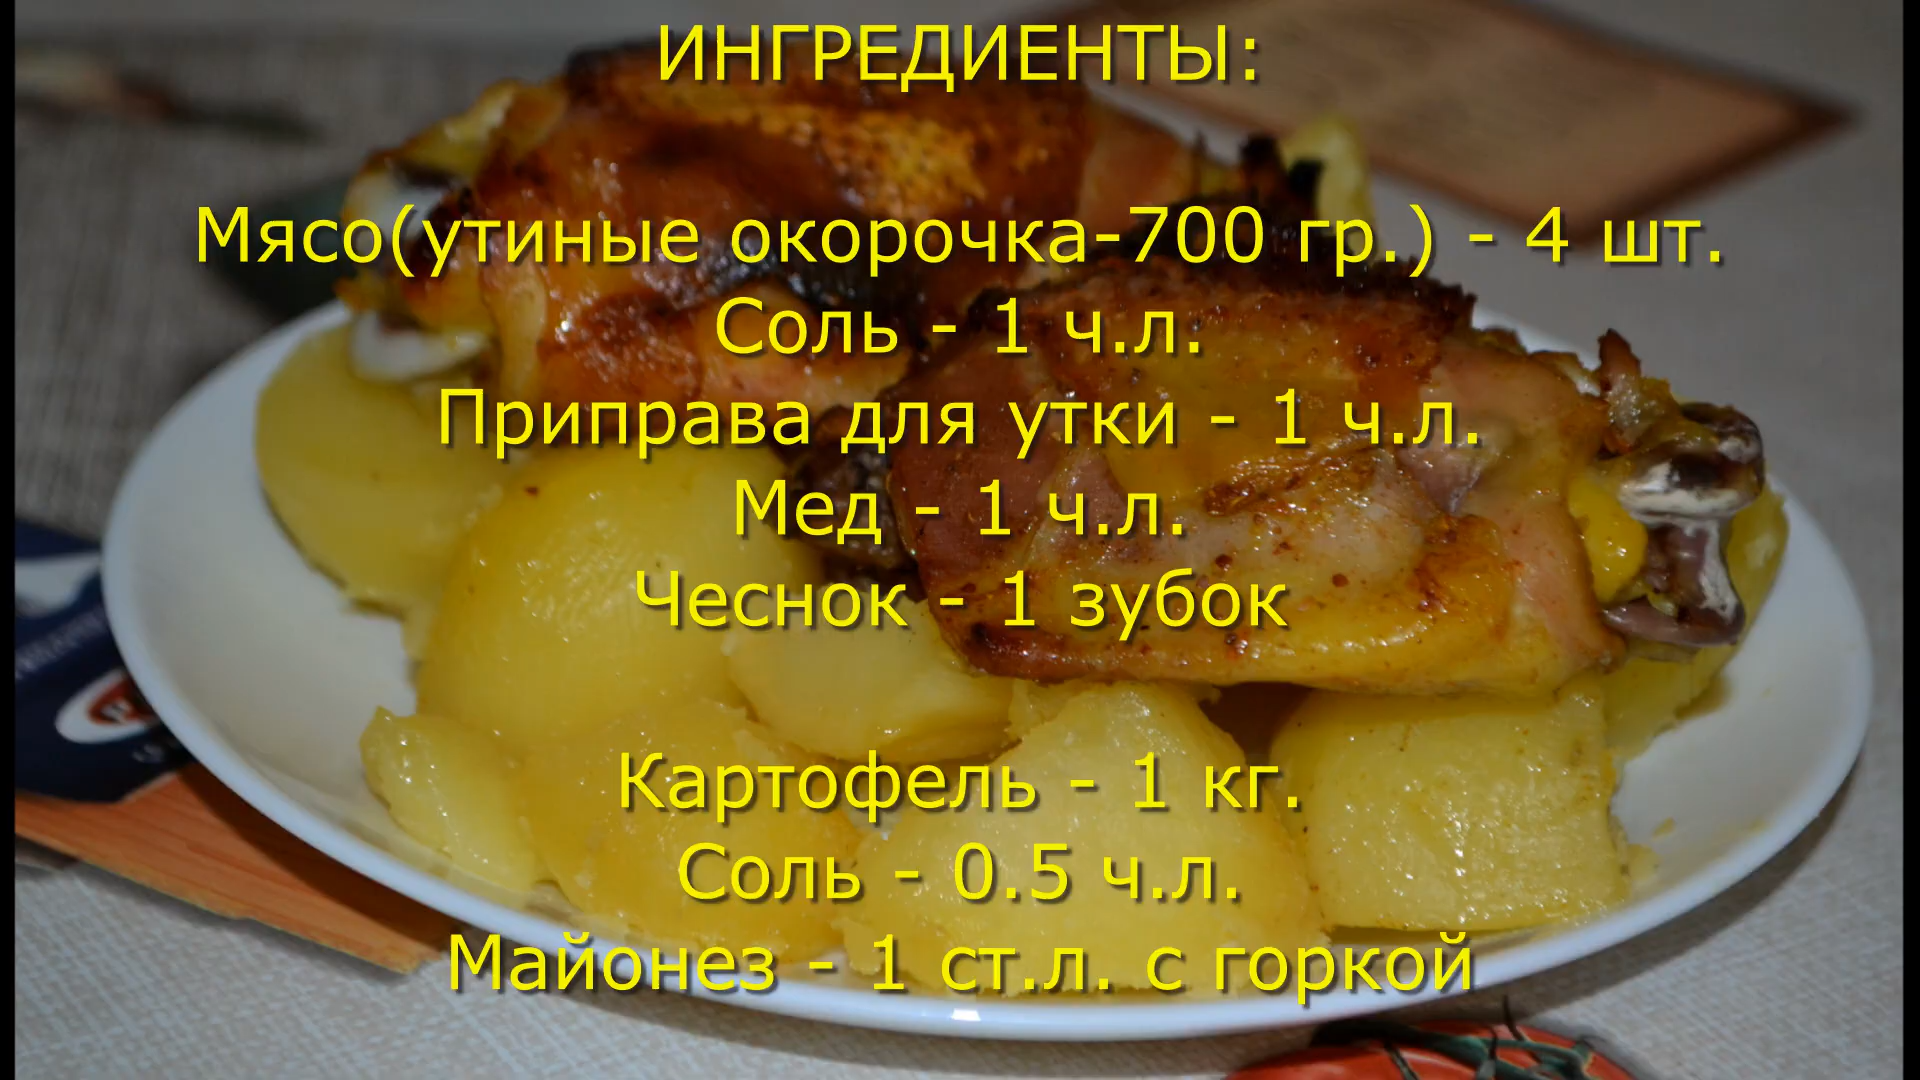 ИНГРЕДИЕНТЫ:
Мясо(утиные окорочка-700 гр.) - 4 шт.
Соль - 1 ч.л.
Приправа для утки - 1 ч.л.
Мед - 1 ч.л.
Чеснок - 1 зубок
Картофель - 1 кг.
Соль - 0.5 ч.л.
Майонез - 1 ст.л. с горкой